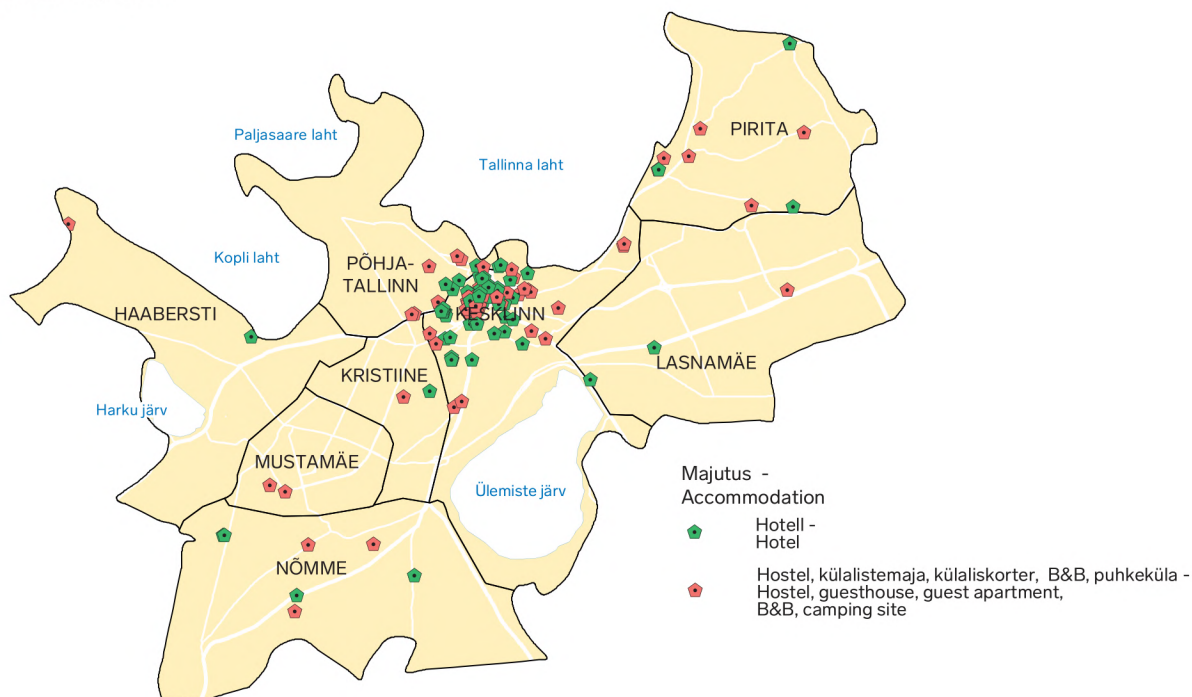 PIRITA
Paljasaare laht
Tallinna laht
Kopli laht
PÕHJA-
TALLINN
HAABERSTI
KESKLINN
LASNAMÄE
KRISTIINE
Harku järv
MUSTAMÄE
Ülemiste järv
NÕMME
Majutus -
Accommodation
Hotell -
Hotel
Hostel, külalistemaja, külaliskorter, B&B, puhkeküla -
Hostel, guesthouse, guest apartment,
B&B, camping site